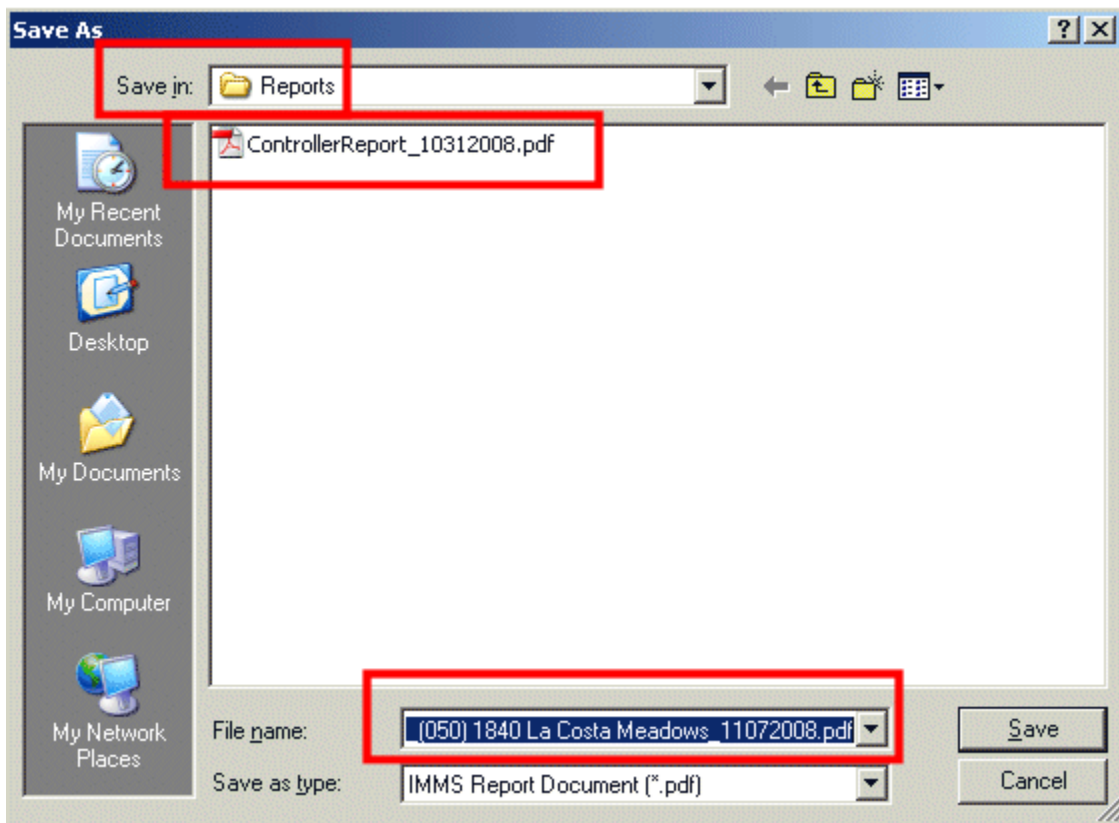 Save As
Save in: Reports
ControllerReport_10312008.pdf
My Recent
Documents
Desktop
My Documents
My Computer
My Network
Places
File name: _(050) 1840 La Costa Meadows_11072008.pdf Save
Save as type: IMMS Report Document (*.pdf) Cancel